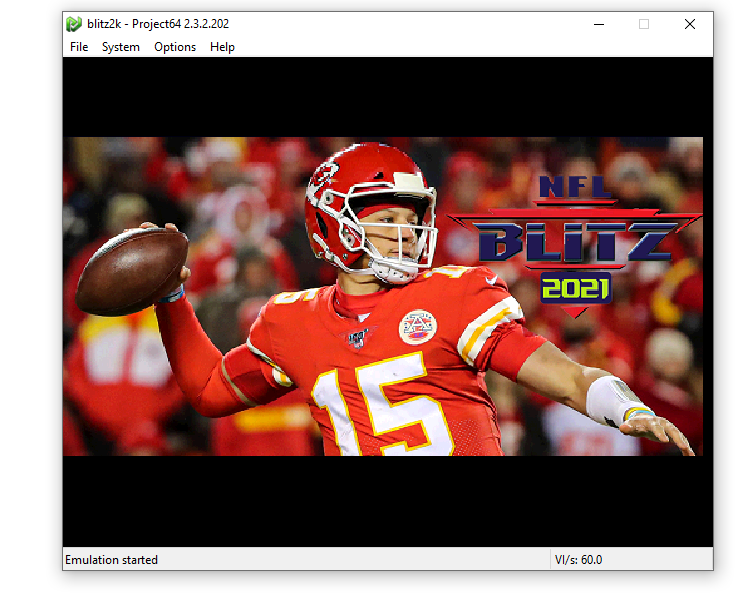 blitz2k - Project64 2.3.2.202
File System Options Help
NFL
BLiTZ
2021
15
15
Emulation started
VI/s: 60.0